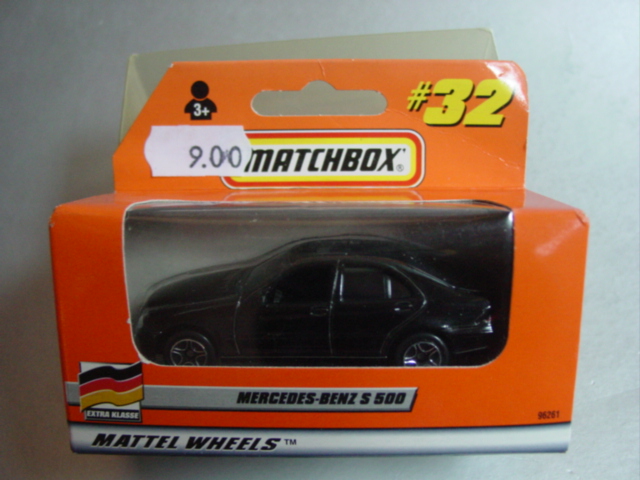 #32
3+
9.00
MATCHBOX®
MERCEDES-BENZ S 500
EXTRA KLASSE
96261
MATTEL WHEELS™